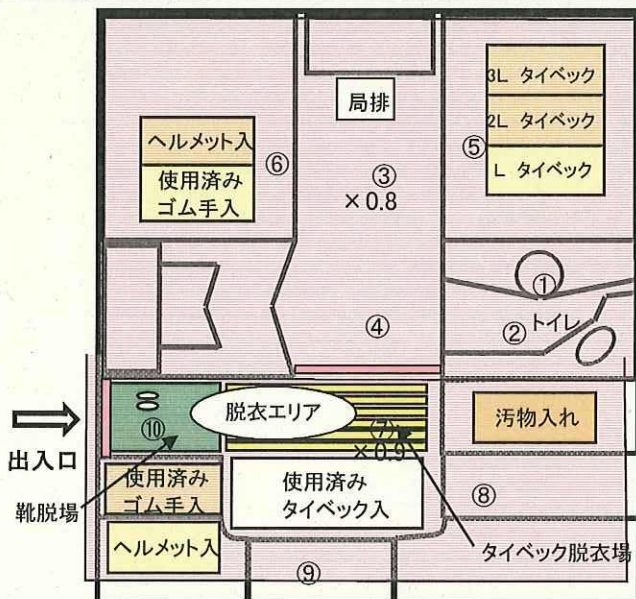 局排
3L タイベック
2L タイベック
L タイベック
⑤
ヘルメット入
使用済み
ゴム手入
⑥
③
×0.8
①
④
②
トイレ
脱衣エリア
⑩
(7)
×0.9
汚物入れ
出入口
使用済み
ゴム手入
使用済み
タイベック入
⑧
靴脱場
ヘルメット入
タイベック脱衣場
⑨